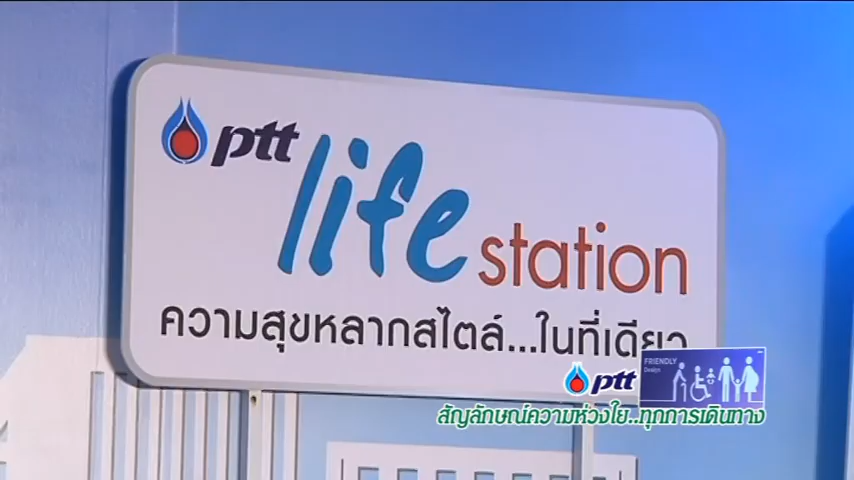 ptt
life station
ความสุขหลากสไตล์...ในที่เดียว
FRIENDLY
Design
ptt
สัญลักษณ์ความห่วงใย..ทุกการเดินทาง